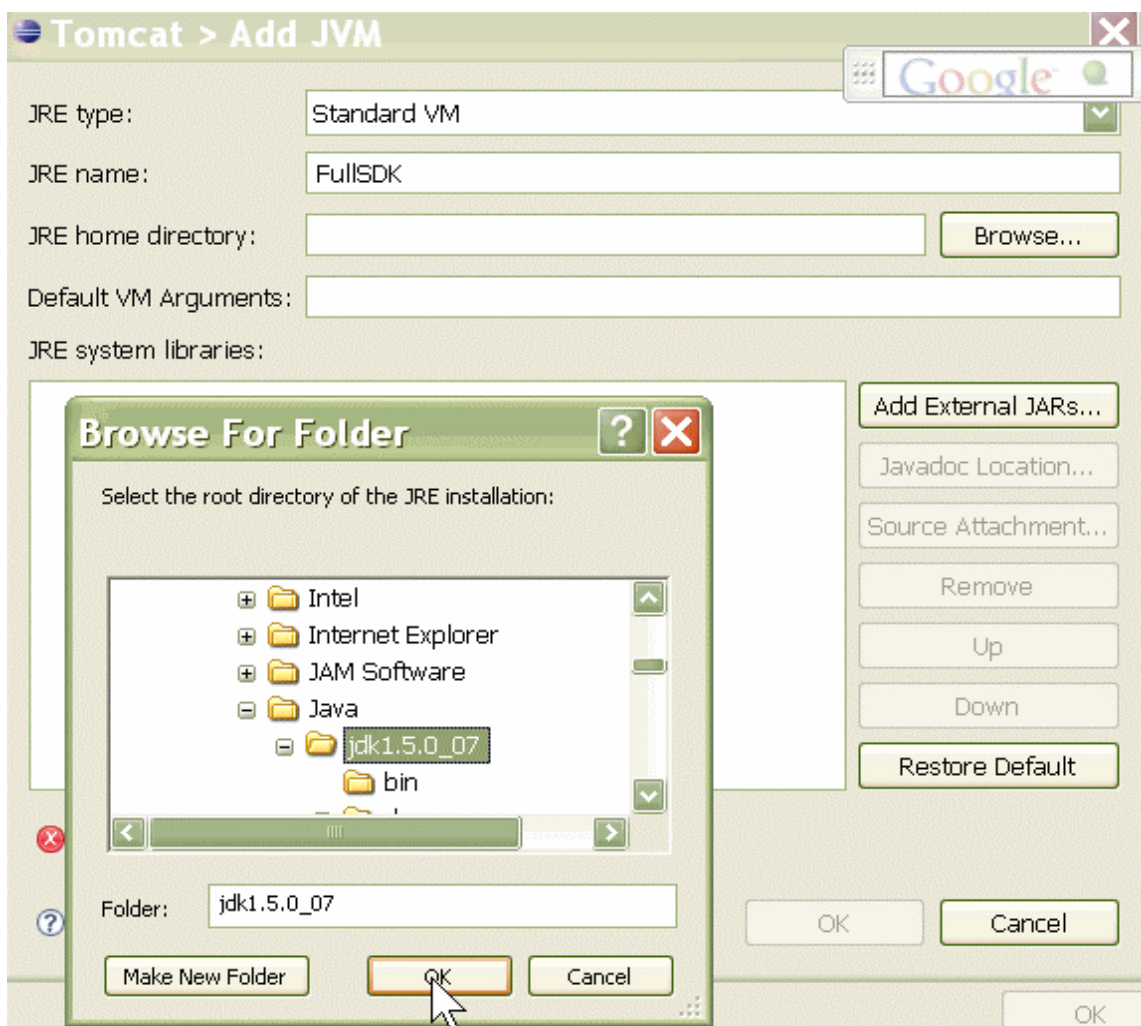 Tomcat > Add JVM
Google
JRE type:
Standard VM
JRE name:
FullSDK
JRE home directory:
Browse...
Default VM Arguments:
JRE system libraries:
Add External JARs...
Javadoc Location...
Source Attachment...
Remove
Up
Down
Restore Default
Browse For Folder
Select the root directory of the JRE installation:
Intel
Internet Explorer
JAM Software
Java
jdk1.5.0_07
bin
Folder:
jdk1.5.0_07
Make New Folder
OK
Cancel
OK
Cancel
OK